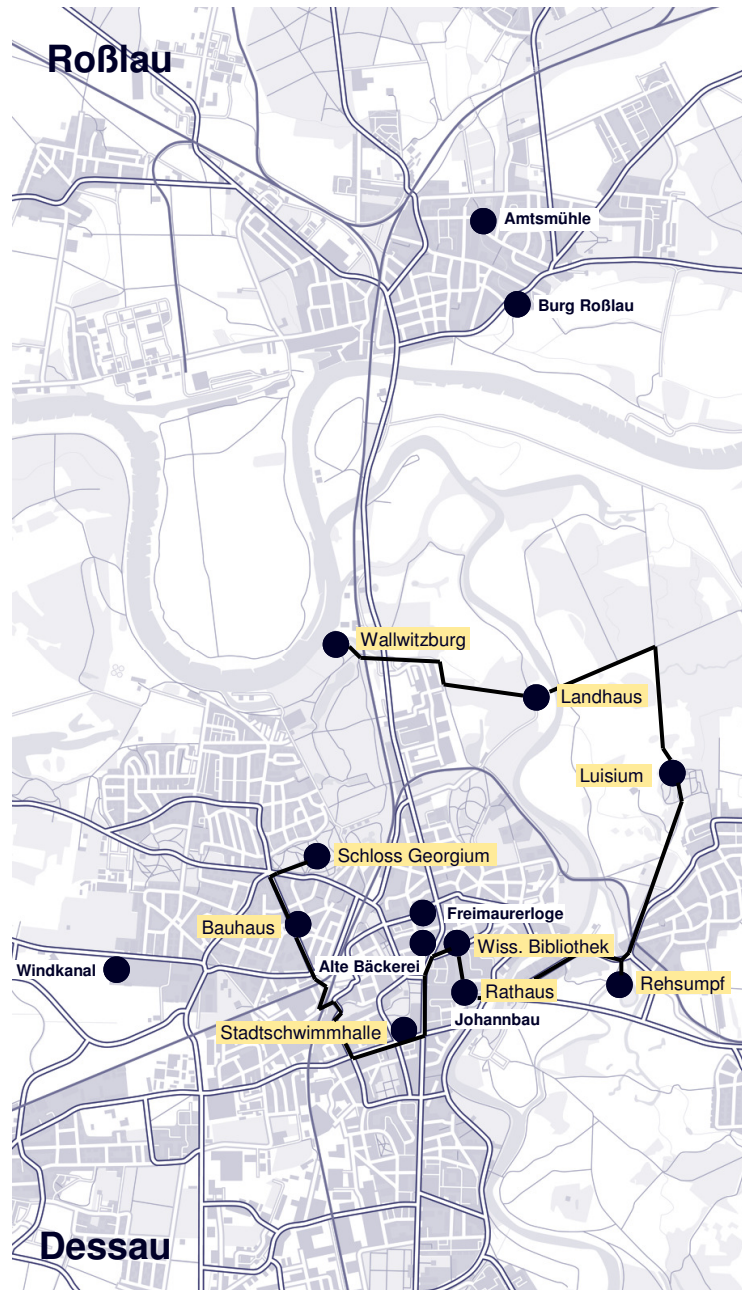 Roßlau
Amtsmühle
Burg Roßlau
Wallwitzburg
Landhaus
Luisium
Schloss Georgium
Bauhaus
Freimaurerloge
Wiss. Bibliothek
Alte Bäckerei
Windkanal
Rehsumpf
Rathaus
Johannbau
Stadtschwimmhalle
Dessau